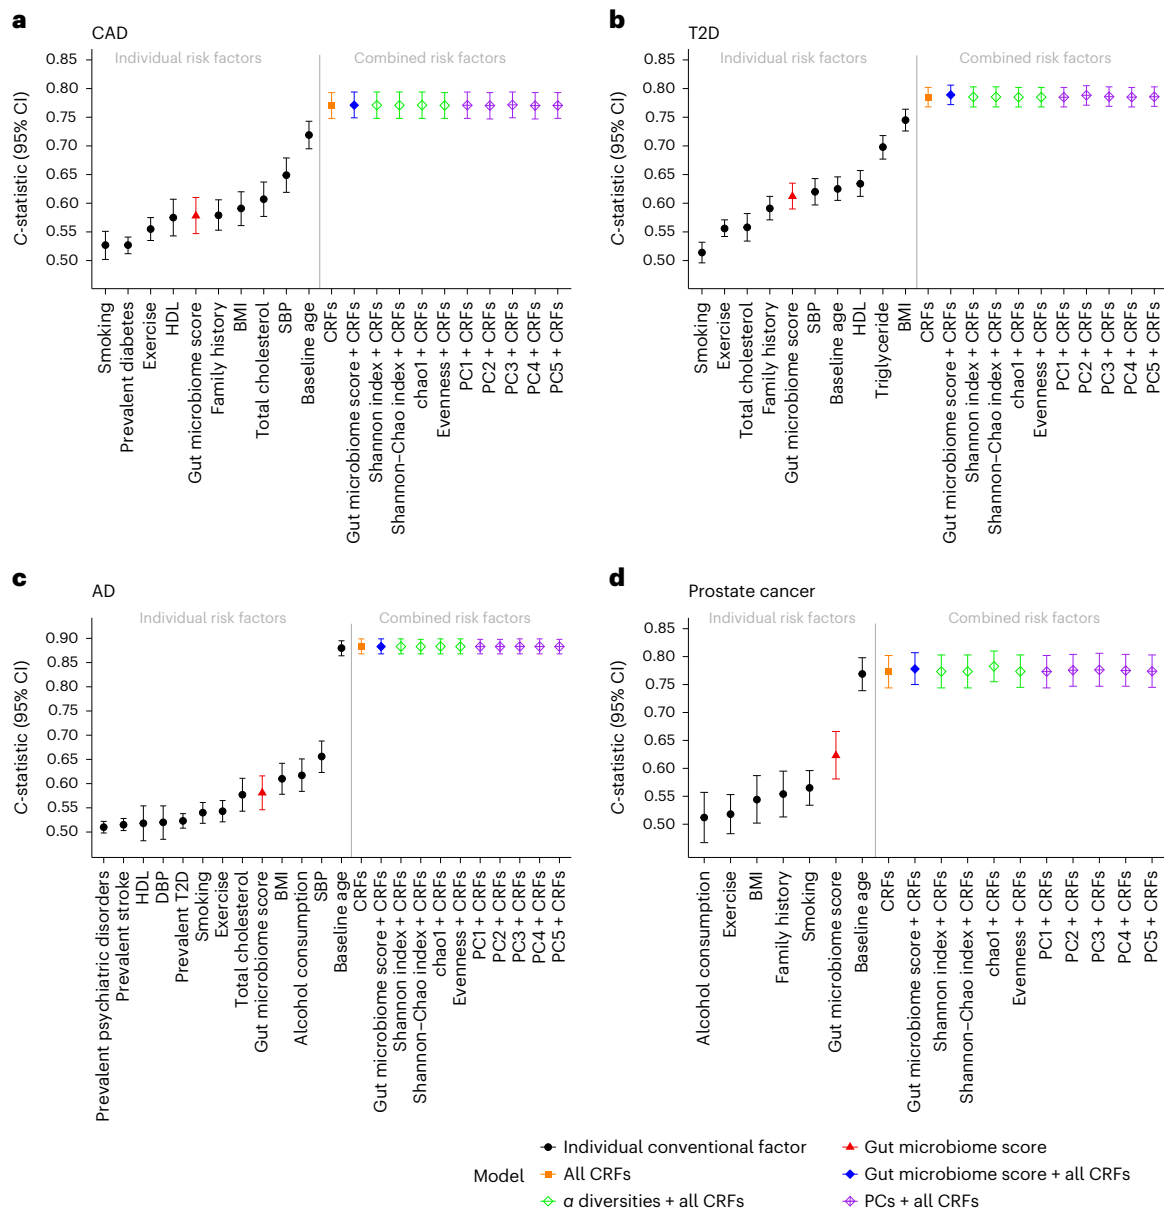 a
CAD
Individual risk factors
Combined risk factors
C-statistic (95% CI)
0.85
0.80
0.75
0.70
0.65
0.60
0.55
0.50
Smoking
Prevalent diabetes
Exercise
HDL
Gut microbiome score
Family history
BMI
Total cholesterol
SBP
Baseline age
CRFs
Gut microbiome score + CRFs
Shannon index + CRFs
Shannon–Chao index + CRFs
chao1 + CRFs
Evenness + CRFs
PC1 + CRFs
PC2 + CRFs
PC3 + CRFs
PC4 + CRFs
PC5 + CRFs
b
T2D
Individual risk factors
Combined risk factors
C-statistic (95% CI)
0.85
0.80
0.75
0.70
0.65
0.60
0.55
0.50
Smoking
Exercise
Total cholesterol
Family history
Gut microbiome score
SBP
Baseline age
HDL
Triglyceride
BMI
CRFs
Gut microbiome score + CRFs
Shannon index + CRFs
Shannon–Chao index + CRFs
chao1 + CRFs
Evenness + CRFs
PC1 + CRFs
PC2 + CRFs
PC3 + CRFs
PC4 + CRFs
PC5 + CRFs
c
AD
Individual risk factors
Combined risk factors
C-statistic (95% CI)
0.90
0.85
0.80
0.75
0.70
0.65
0.60
0.55
0.50
Prevalent psychiatric disorders
Prevalent stroke
HDL
DBP
Prevalent T2D
Smoking
Exercise
Total cholesterol
Gut microbiome score
BMI
Alcohol consumption
SBP
Baseline age
CRFs
Gut microbiome score + CRFs
Shannon index + CRFs
Shannon–Chao index + CRFs
chao1 + CRFs
Evenness + CRFs
PC1 + CRFs
PC2 + CRFs
PC3 + CRFs
PC4 + CRFs
PC5 + CRFs
d
Prostate cancer
Individual risk factors
Combined risk factors
C-statistic (95% CI)
0.85
0.80
0.75
0.70
0.65
0.60
0.55
0.50
Alcohol consumption
Exercise
BMI
Family history
Smoking
Gut microbiome score
Baseline age
CRFs
Gut microbiome score + CRFs
Shannon index + CRFs
Shannon–Chao index + CRFs
chao1 + CRFs
Evenness + CRFs
PC1 + CRFs
PC2 + CRFs
PC3 + CRFs
PC4 + CRFs
PC5 + CRFs
Model
Individual conventional factor
Gut microbiome score
All CRFs
Gut microbiome score + all CRFs
α diversities + all CRFs
PCs + all CRFs